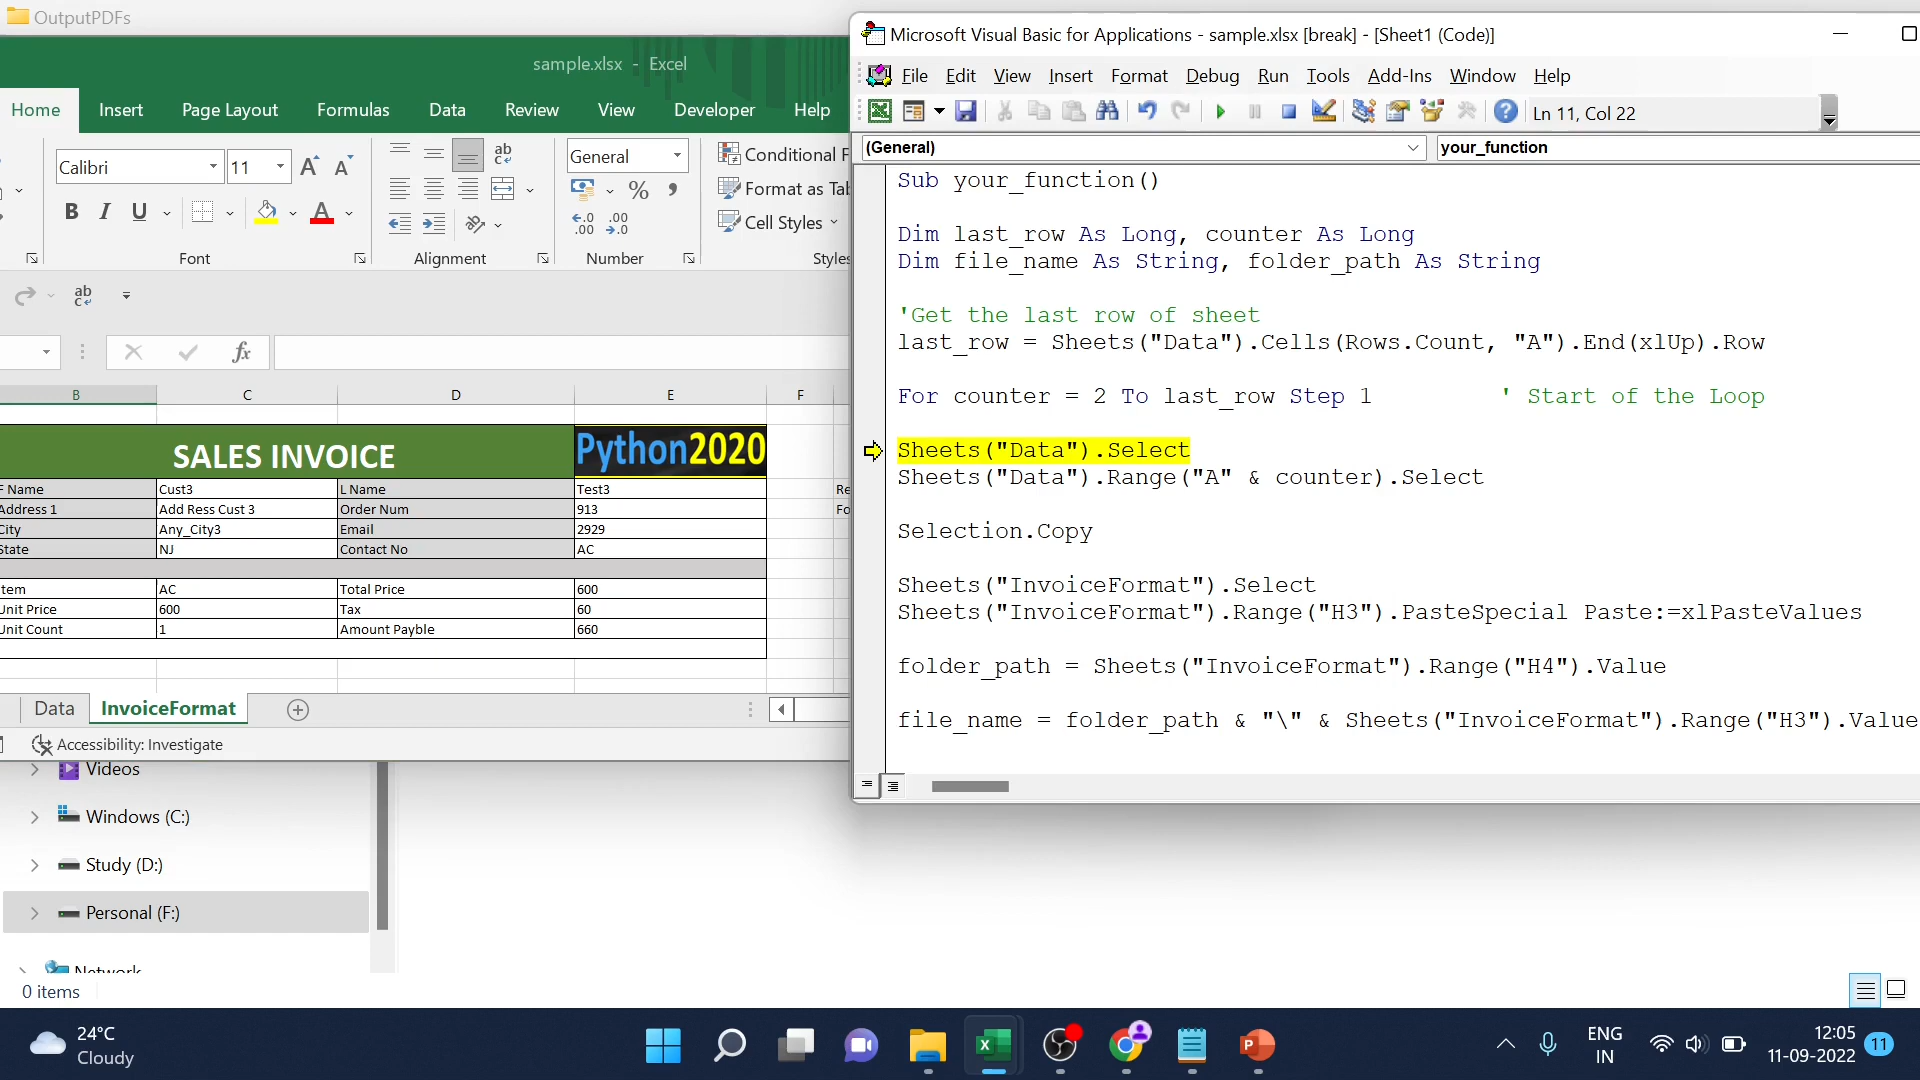 OutputPDFs
sample.xlsx - Excel
Home Insert Page Layout Formulas Data Review View Developer Help
Calibri 11 General Conditional F
Format as Tab
B I U Cell Styles
Font Alignment Number Styles
fx
B C D E F
SALES INVOICE Python2020
F Name Cust3 L Name Test3 Re
Address 1 Add Ress Cust 3 Order Num 913 Fo
City Any_City3 Email 2929
State NJ Contact No AC
tem AC Total Price 600
Unit Price 600 Tax 60
Unit Count 1 Amount Payble 660
Data InvoiceFormat
Accessibility: Investigate
Videos
Windows (C:)
Study (D:)
Personal (F:)
Network
0 items
Microsoft Visual Basic for Applications - sample.xlsx [break] - [Sheet1 (Code)]
File Edit View Insert Format Debug Run Tools Add-Ins Window Help
Ln 11, Col 22
(General) your_function
Sub your_function()
Dim last_row As Long, counter As Long
Dim file_name As String, folder_path As String
'Get the last row of sheet
last_row = Sheets("Data").Cells(Rows.Count, "A").End(xlUp).Row
For counter = 2 To last_row Step 1 ' Start of the Loop
Sheets("Data").Select
Sheets("Data").Range("A" & counter).Select
Selection.Copy
Sheets("InvoiceFormat").Select
Sheets("InvoiceFormat").Range("H3").PasteSpecial Paste:=xlPasteValues
folder_path = Sheets("InvoiceFormat").Range("H4").Value
file_name = folder_path & "\" & Sheets("InvoiceFormat").Range("H3").Value
24°C
Cloudy
ENG
IN
12:05
11-09-2022
11